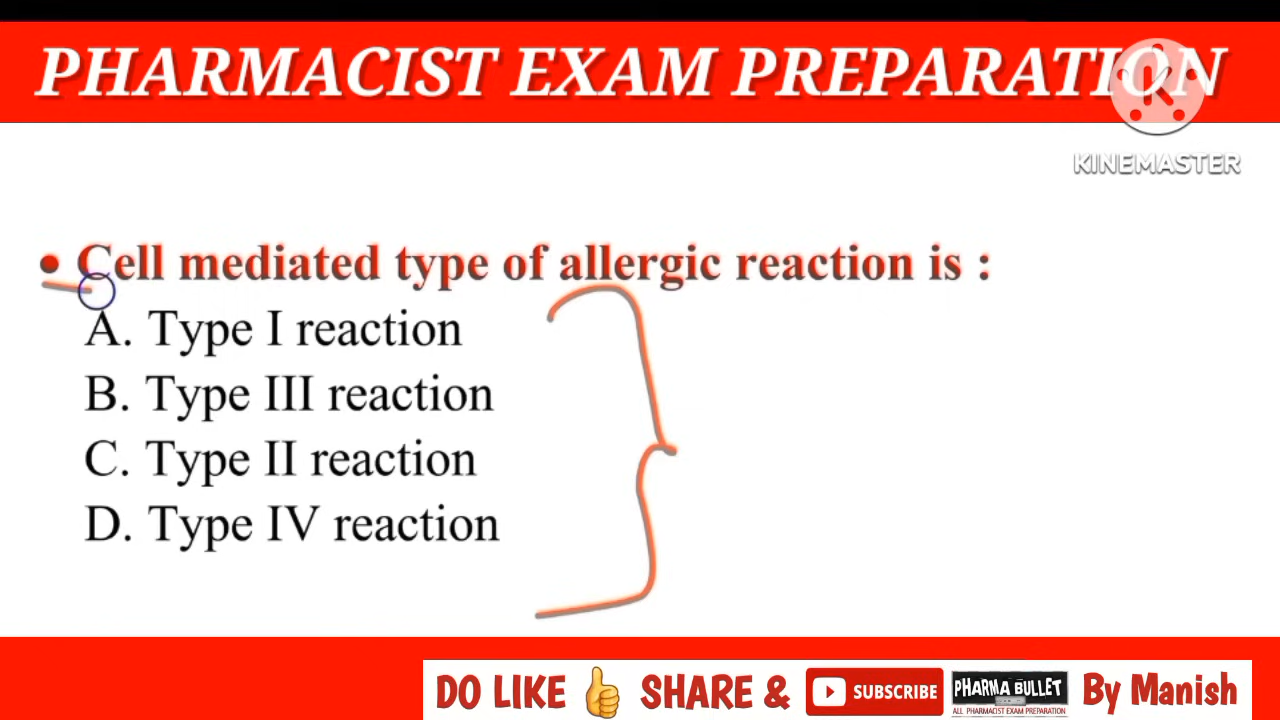 PHARMACIST EXAM PREPARATION
KINEMASTER
• Cell mediated type of allergic reaction is :
A. Type I reaction
B. Type III reaction
C. Type II reaction
D. Type IV reaction
DO LIKE 👍 SHARE & SUBSCRIBE PHARMA BULLET By Manish
ALL PHARMACIST EXAM PREPARATION